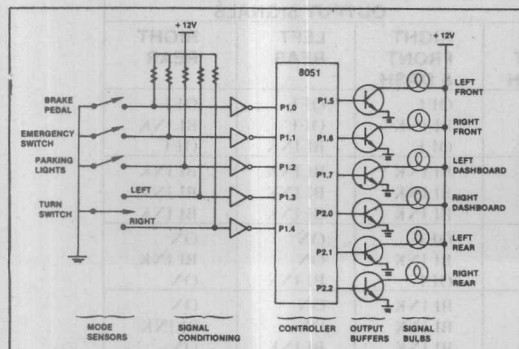 + 12V
+ 12V
8051
BRAKE
PEDAL
EMERGENCY
SWITCH
PARKING
LIGHTS
TURN
SWITCH
LEFT
RIGHT
P1.0
P1.1
P1.2
P1.3
P1.4
P1.5
P1.6
P1.7
P2.0
P2.1
P2.2
LEFT
FRONT
RIGHT
FRONT
LEFT
DASHBOARD
RIGHT
DASHBOARD
LEFT
REAR
RIGHT
REAR
MODE
SENSORS
SIGNAL
CONDITIONING
CONTROLLER
OUTPUT
BUFFERS
SIGNAL
BULBS